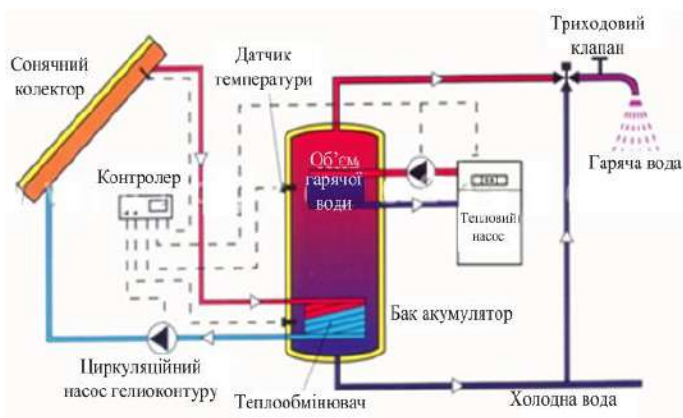 Сонячний
колектор
Датчик
температури
Триходовий
клапан
Гаряча вода
Контролер
Об’єм
гарячої
води
Тепловий
насос
Бак акумулятор
Циркуляційний
насос гелиоконтуру
Теплообмінювач
Холодна вода